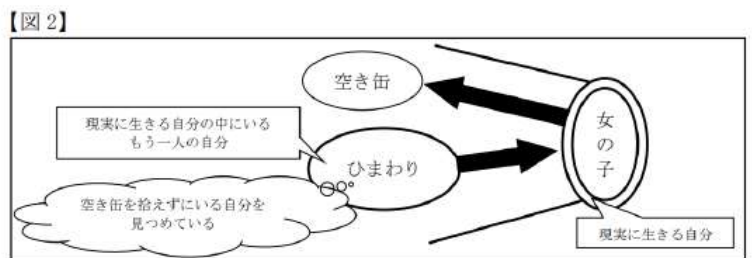 【図2】
空き缶
現実に生きる自分の中にいる
もう一人の自分
ひまわり
女の子
空き缶を拾えずにいる自分を
見つめている
現実に生きる自分